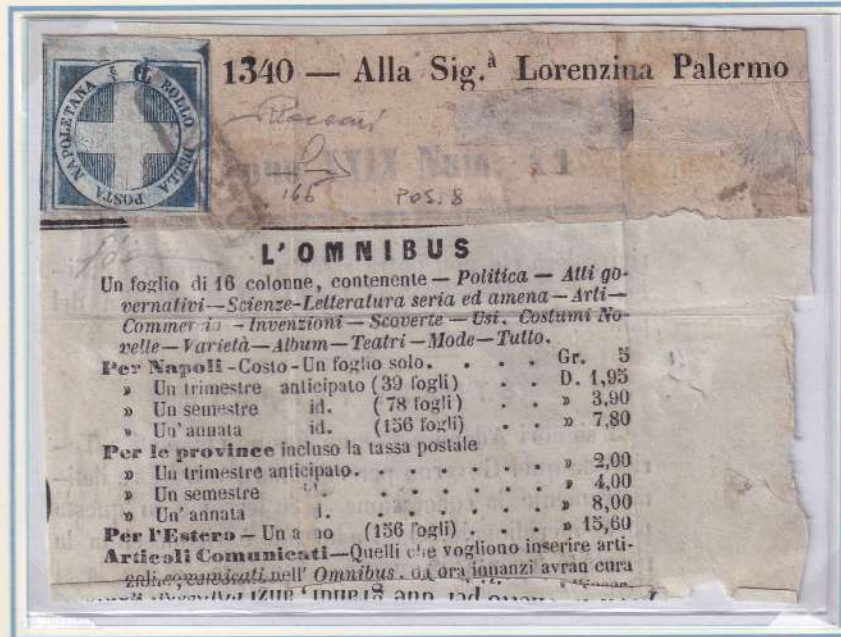 BOLLO DELLA POSTA NAPOLETANA
1340 — Alla Sig.ª Lorenzina Palermo
166
POS. 8
L'OMNIBUS
Un foglio di 16 colonne, contenente — Politica — Atti go-
vernativi—Scienze-Letteratura seria ed amena—Arti—
Commercio - Invenzioni — Scoverte — Usi, Costumi No-
velle—Varietà—Album—Teatri—Mode—Tutto.
Per Napoli - Costo - Un foglio solo. . . . Gr. 5
» Un trimestre anticipato (39 fogli) . . D. 1,95
» Un semestre id. (78 fogli) . . » 3,90
» Un'annata id. (156 fogli) . . » 7,80
Per le province incluso la tassa postale
» Un trimestre anticipato. . . . . . » 2,00
» Un semestre . . . . . . » 4,00
» Un'annata id. . . . . . » 8,00
Per l'Estero — Un anno (156 fogli) . . . » 15,60
Articoli Comunicati—Quelli che vogliono inserire arti-
coli comunicati nell' Omnibus, da ora innanzi avran cura